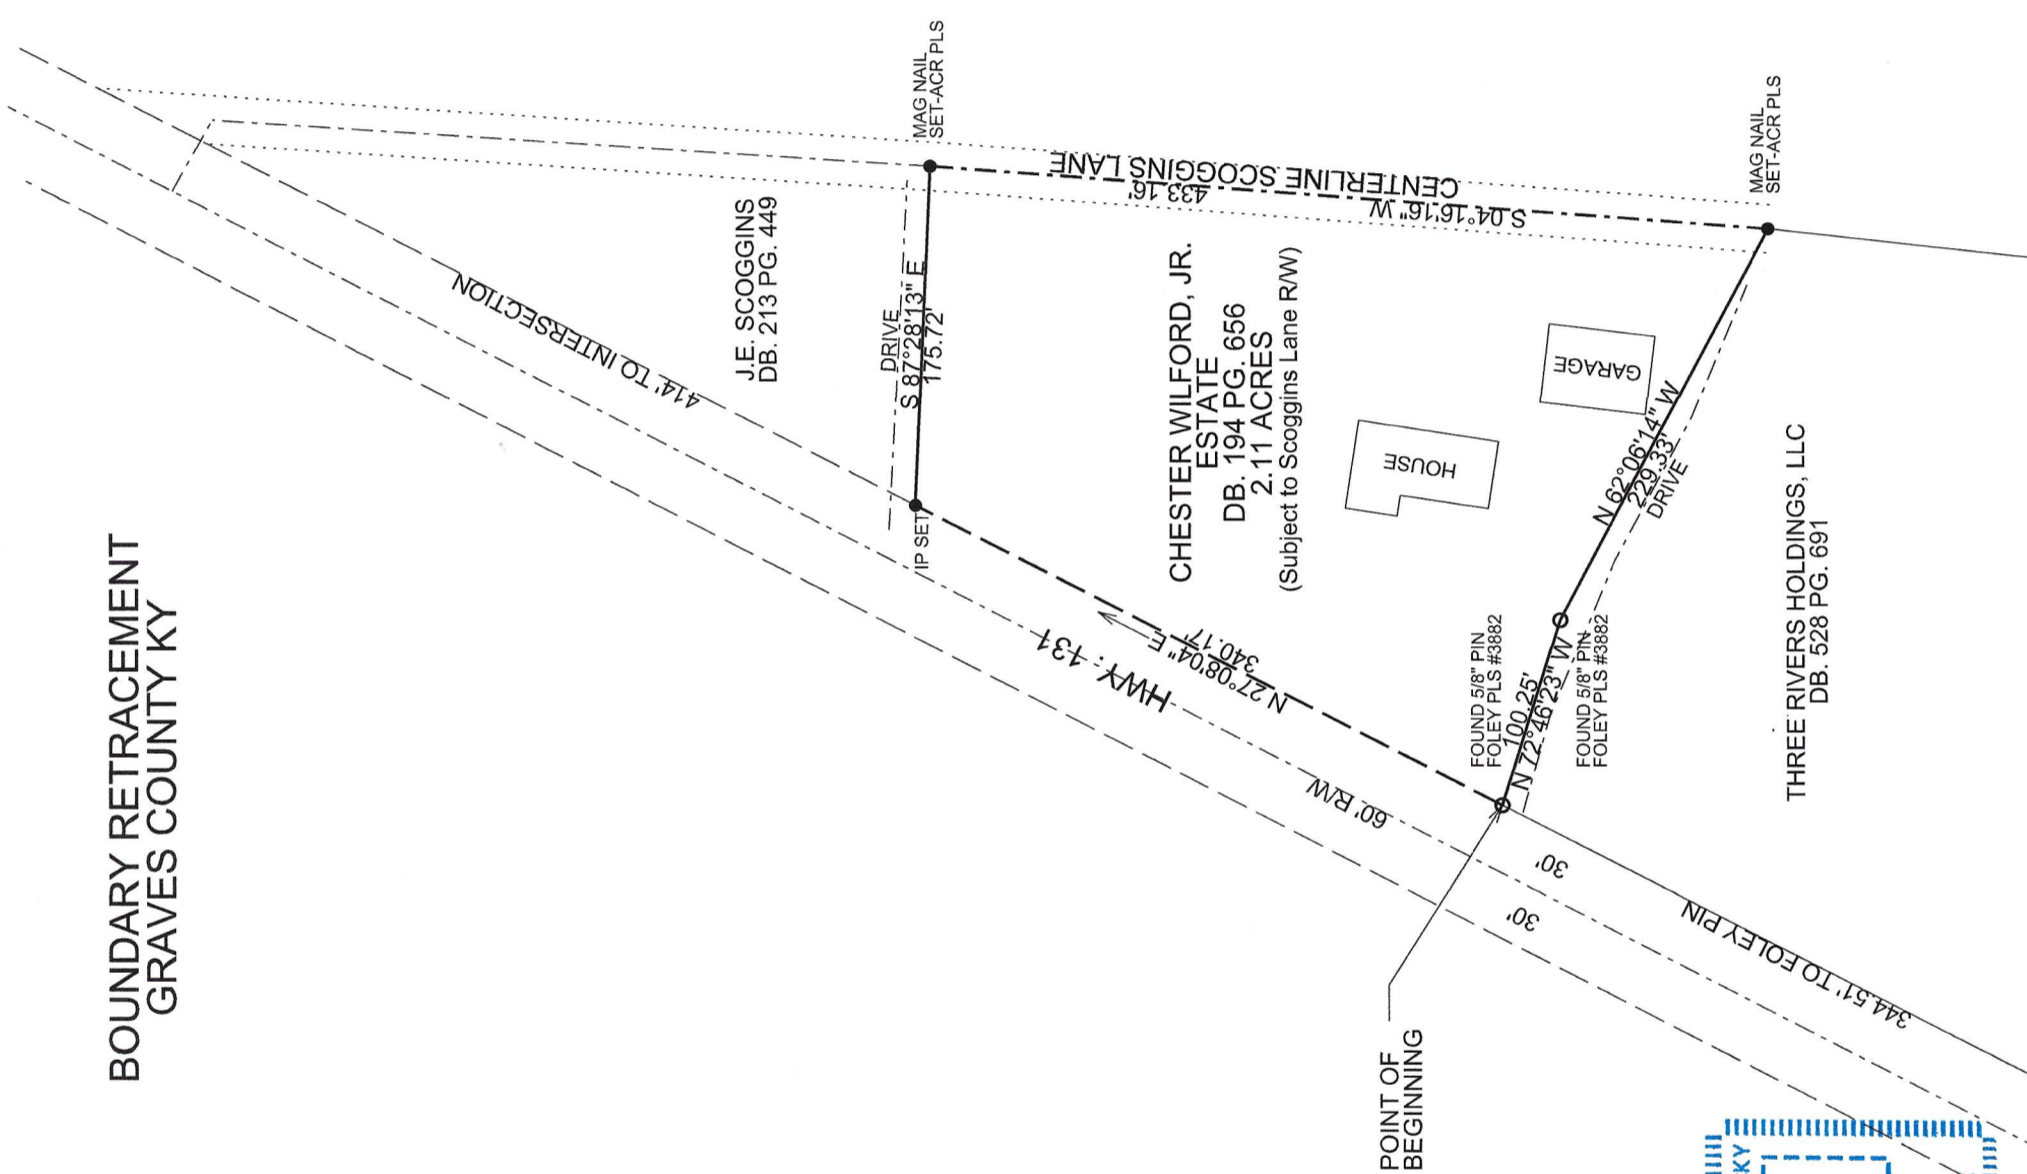 BOUNDARY RETRACEMENT
GRAVES COUNTY KY
MAG NAIL
SET-ACR PLS
414' TO INTERSECTION
J.E. SCOGGINS
DB. 213 PG. 449
DRIVE
S 87°28'13" E
175.72'
IP SET
CENTERLINE SCOGGINS LANE
433.16'
S 04°16'16" W
MAG NAIL
SET-ACR PLS
CHESTER WILFORD, JR.
ESTATE
DB. 194 PG. 656
2.11 ACRES
(Subject to Scoggins Lane R/W)
HOUSE
GARAGE
HWY. 131
N 27°08'04" E
340.17'
60' R/W
N 62°06'14" W
229.33'
DRIVE
FOUND 5/8" PIN
FOLEY PLS #3882
100.25'
N 72°46'23" W
FOUND 5/8" PIN
FOLEY PLS #3882
30'
30'
THREE RIVERS HOLDINGS, LLC
DB. 528 PG. 691
344.51' TO FOLEY PIN
POINT OF
BEGINNING
KY